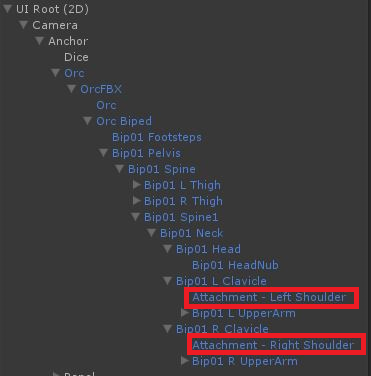 UI Root (2D)
Camera
Anchor
Dice
Orc
OrcFBX
Orc
Orc Biped
Bip01 Footsteps
Bip01 Pelvis
Bip01 Spine
Bip01 L Thigh
Bip01 R Thigh
Bip01 Spine1
Bip01 Neck
Bip01 Head
Bip01 HeadNub
Bip01 L Clavicle
Attachment - Left Shoulder
Bip01 L UpperArm
Bip01 R Clavicle
Attachment - Right Shoulder
Bip01 R UpperArm